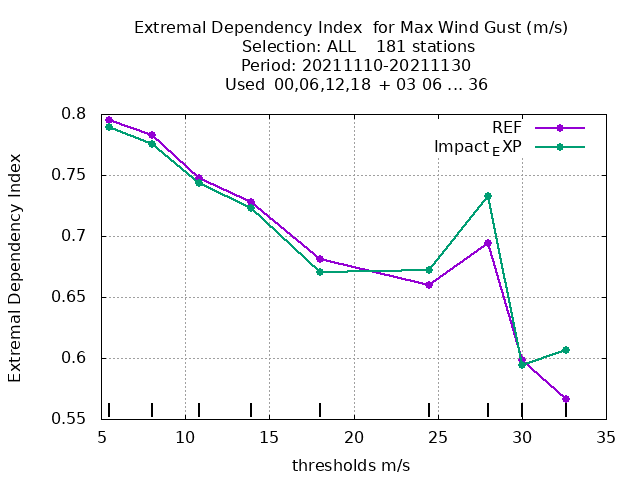 Extremal Dependency Index  for Max Wind Gust (m/s)
Selection: ALL    181 stations
Period: 20211110-20211130
Used  00,06,12,18  + 03 06 ... 36
REF
Impact_EXP
Extremal Dependency Index
0.8
0.75
0.7
0.65
0.6
0.55
5 10 15 20 25 30 35
thresholds m/s